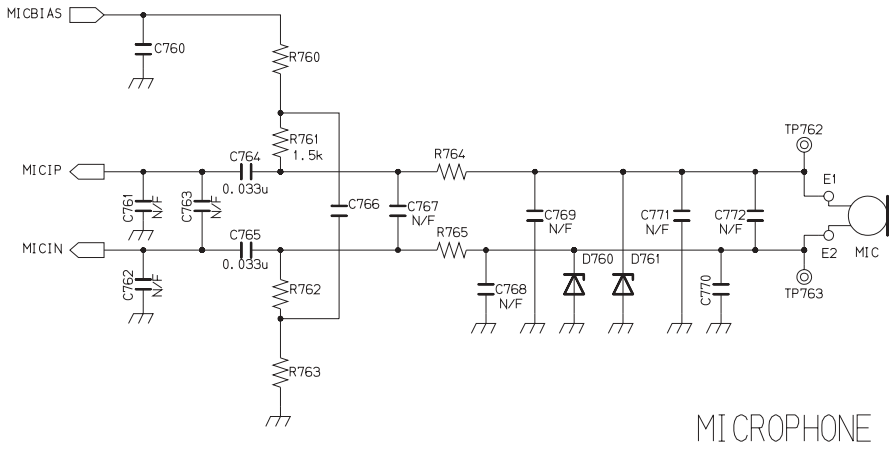 MICBIAS
C760
R760
R761
1.5k
TP762
C764
R764
MICIP
0.033u
E1
C761
N/F
C763
N/F
C766
C767
N/F
C769
N/F
C771
N/F
C772
N/F
MICIN
C765
0.033u
R765
E2
MIC
C762
N/F
R762
C768
N/F
D760
D761
C770
TP763
R763
MICROPHONE